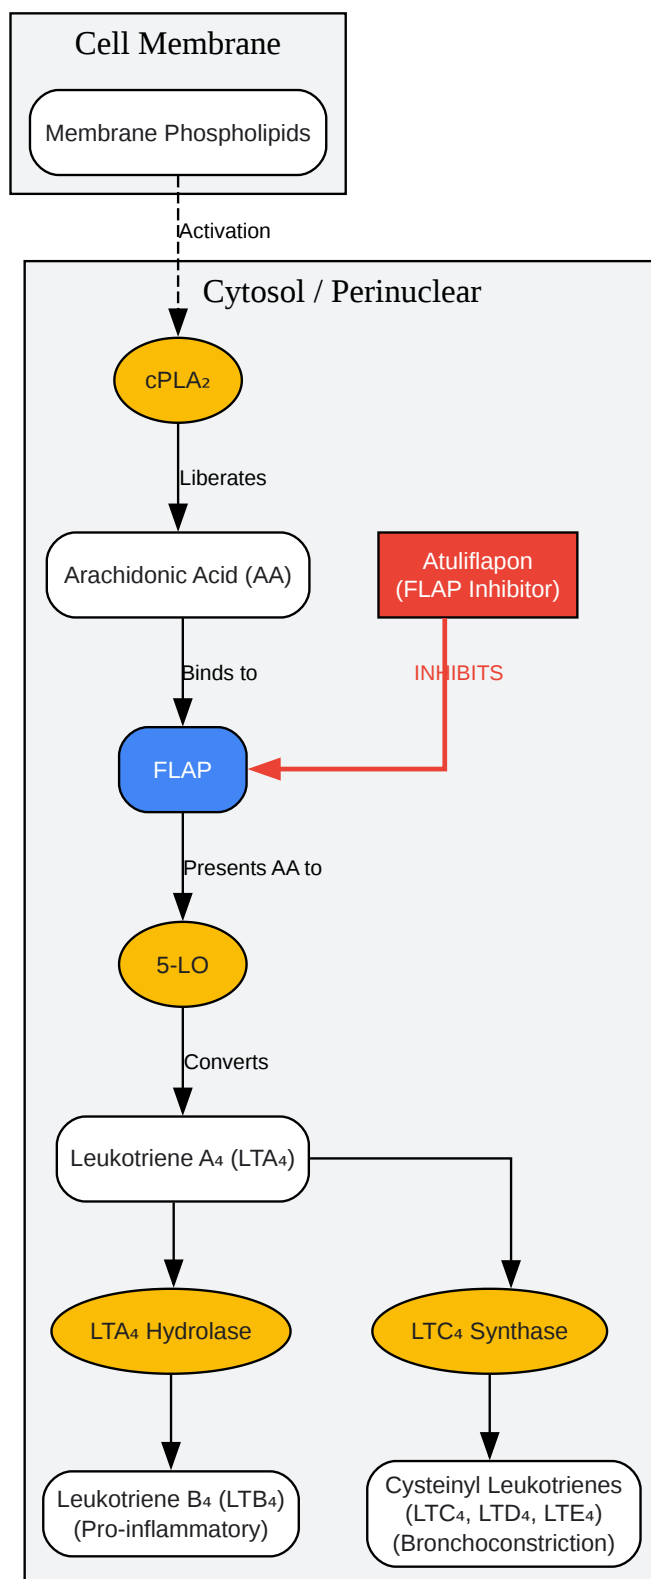 Cell Membrane
Membrane Phospholipids
Activation
Cytosol / Perinuclear
cPLA₂
Liberates
Arachidonic Acid (AA)
Atuliflapon
(FLAP Inhibitor)
Binds to
INHIBITS
FLAP
Presents AA to
5-LO
Converts
Leukotriene A₄ (LTA₄)
LTA₄ Hydrolase
LTC₄ Synthase
Leukotriene B₄ (LTB₄)
(Pro-inflammatory)
Cysteinyl Leukotrienes
(LTC₄, LTD₄, LTE₄)
(Bronchoconstriction)